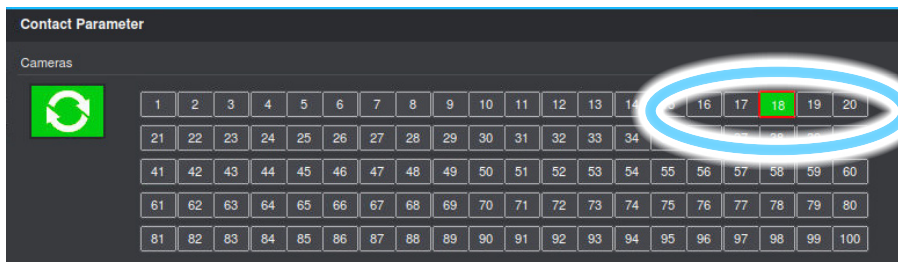 Contact Parameter
Cameras
1 2 3 4 5 6 7 8 9 10 11 12 13 14 16 17 18 19 20
21 22 23 24 25 26 27 28 29 30 31 32 33 34
41 42 43 44 45 46 47 48 49 50 51 52 53 54 55 56 57 58 59 60
61 62 63 64 65 66 67 68 69 70 71 72 73 74 75 76 77 78 79 80
81 82 83 84 85 86 87 88 89 90 91 92 93 94 95 96 97 98 99 100